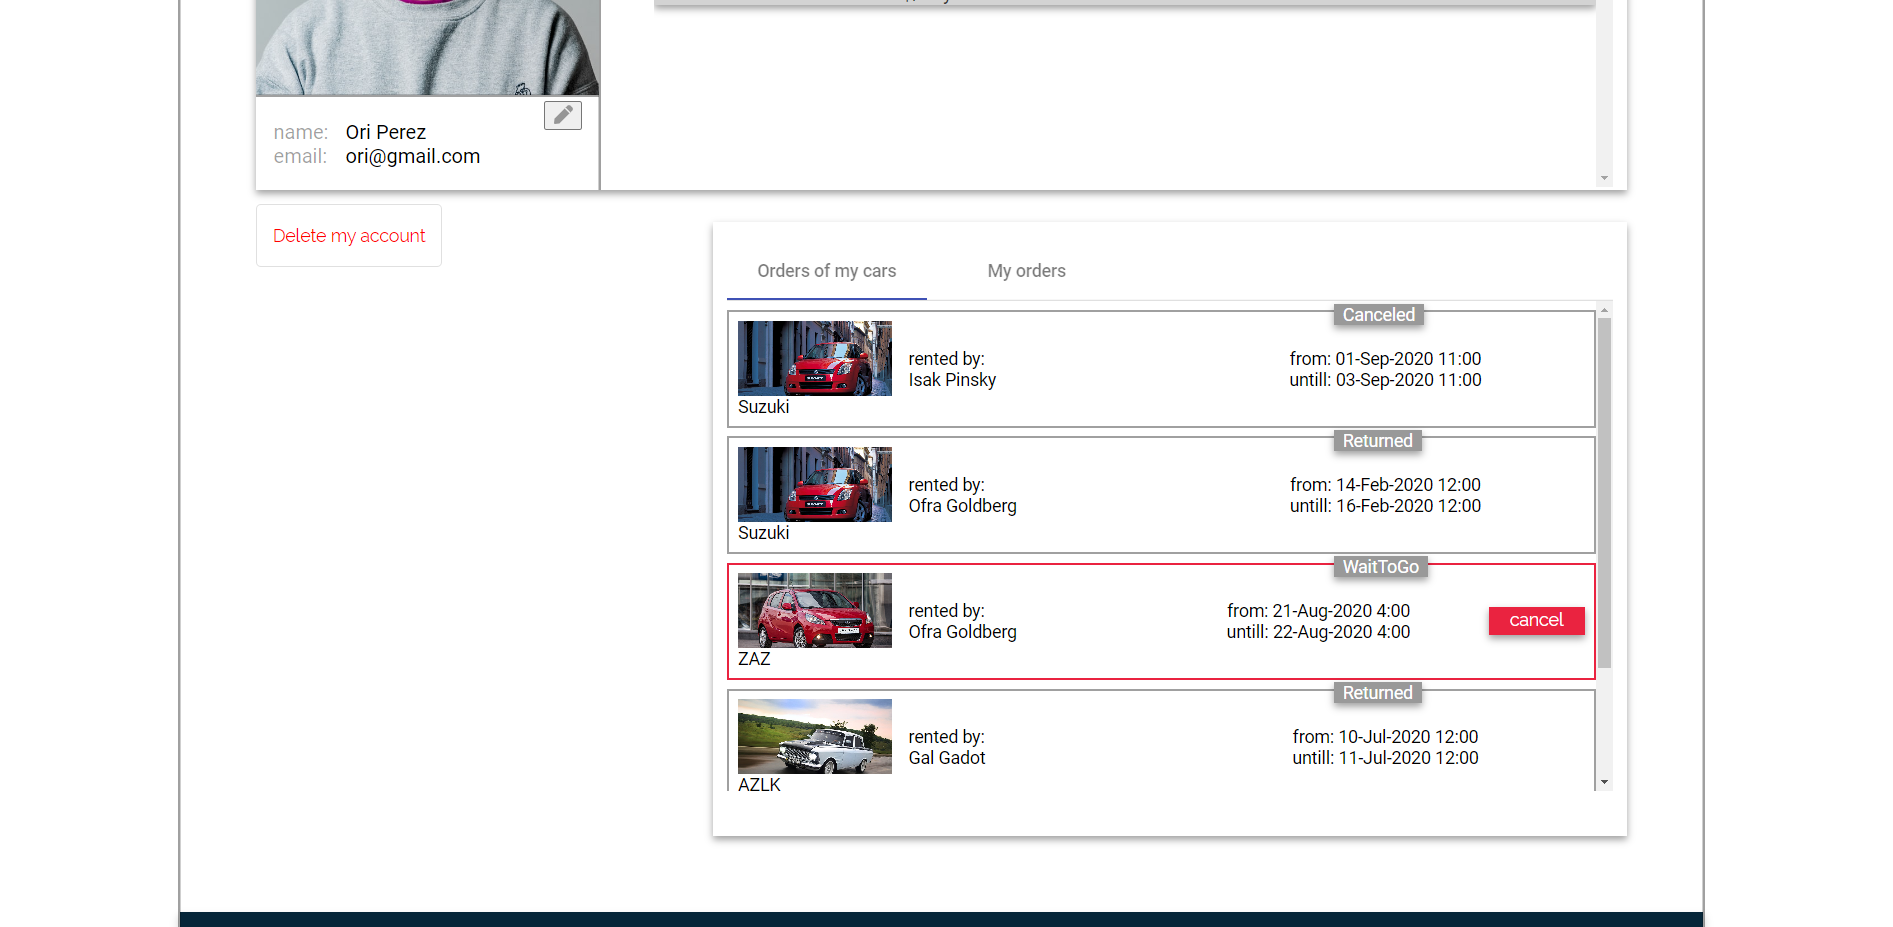 name: Ori Perez
email: ori@gmail.com
Delete my account
Orders of my cars My orders
Canceled
rented by:
Isak Pinsky
from: 01-Sep-2020 11:00
untill: 03-Sep-2020 11:00
Suzuki
Returned
rented by:
Ofra Goldberg
from: 14-Feb-2020 12:00
untill: 16-Feb-2020 12:00
Suzuki
WaitToGo
rented by:
Ofra Goldberg
from: 21-Aug-2020 4:00
untill: 22-Aug-2020 4:00
cancel
ZAZ
Returned
rented by:
Gal Gadot
from: 10-Jul-2020 12:00
untill: 11-Jul-2020 12:00
AZLK